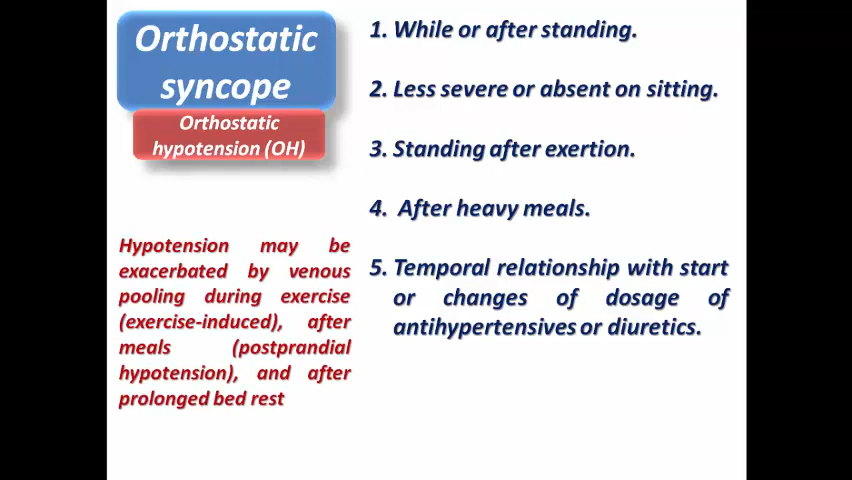 Orthostatic
syncope
Orthostatic
hypotension (OH)
Hypotension may be
exacerbated by venous
pooling during exercise
(exercise-induced), after
meals (postprandial
hypotension), and after
prolonged bed rest
1. While or after standing.
2. Less severe or absent on sitting.
3. Standing after exertion.
4. After heavy meals.
5. Temporal relationship with start
or changes of dosage of
antihypertensives or diuretics.